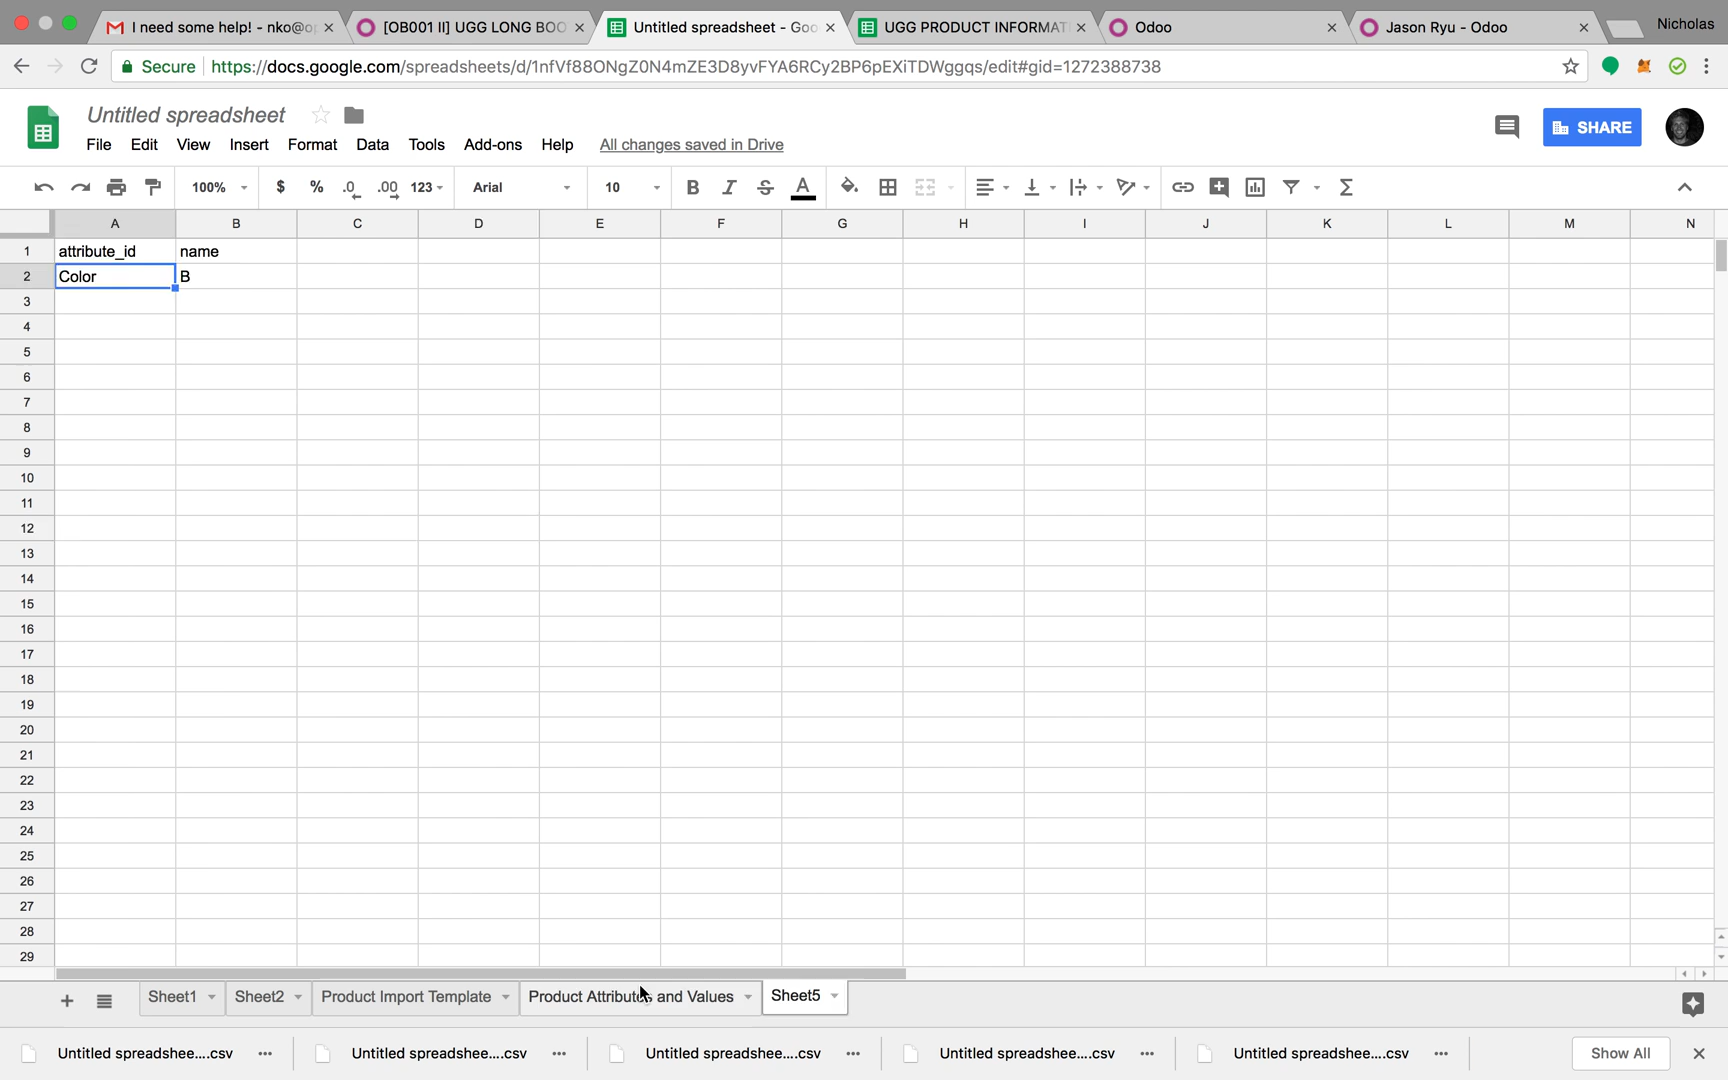 I need some help! - nko@op
[OB001 II] UGG LONG BOO
Untitled spreadsheet - Goo
UGG PRODUCT INFORMAT
Odoo
Jason Ryu - Odoo
Nicholas
Secure https://docs.google.com/spreadsheets/d/1nfVf88ONgZ0N4mZE3D8yvFYA6RCy2BP6pEXiTDWggqs/edit#gid=1272388738
Untitled spreadsheet
SHARE
File Edit View Insert Format Data Tools Add-ons Help All changes saved in Drive
100% $ % .0 .00 123 Arial 10 B I S A Σ
A B C D E F G H I J K L M N
1 attribute_id name
2 Color B
3
4
5
6
7
8
9
10
11
12
13
14
15
16
17
18
19
20
21
22
23
24
25
26
27
28
29
+ Sheet1 Sheet2 Product Import Template Product Attributes and Values Sheet5
Untitled spreadshee....csv Untitled spreadshee....csv Untitled spreadshee....csv Untitled spreadshee....csv Untitled spreadshee....csv Show All